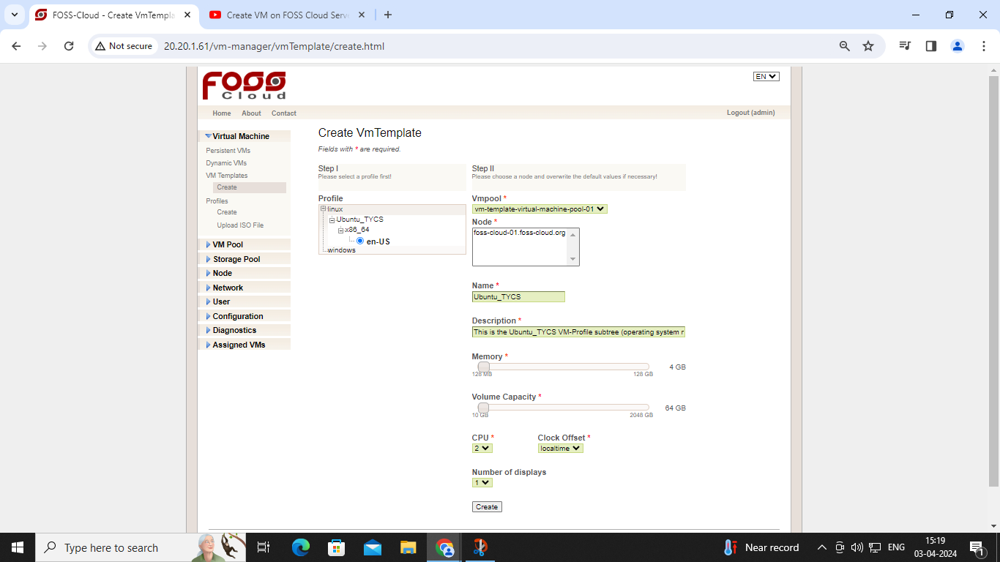 FOSS-Cloud - Create VmTempla
Create VM on FOSS Cloud Serv
Not secure
20.20.1.61/vm-manager/vmTemplate/create.html
FOSS
Cloud
EN
Home About Contact
Logout (admin)
Virtual Machine
Persistent VMs
Dynamic VMs
VM Templates
Create
Profiles
Create
Upload ISO File
VM Pool
Storage Pool
Node
Network
User
Configuration
Diagnostics
Assigned VMs
Create VmTemplate
Fields with * are required.
Step I
Please select a profile first!
Profile
linux
Ubuntu_TYCS
x86_64
en-US
windows
Step II
Please choose a node and overwrite the default values if necessary!
Vmpool *
vm-template-virtual-machine-pool-01
Node *
foss-cloud-01.foss-cloud.org
Name *
Ubuntu_TYCS
Description *
This is the Ubuntu_TYCS VM-Profile subtree (operating system n
Memory *
4 GB
128 MB 128 GB
Volume Capacity *
64 GB
10 GB 2048 GB
CPU * Clock Offset *
2 localtime
Number of displays
1
Create
Type here to search
Near record
ENG
15:19
03-04-2024
1